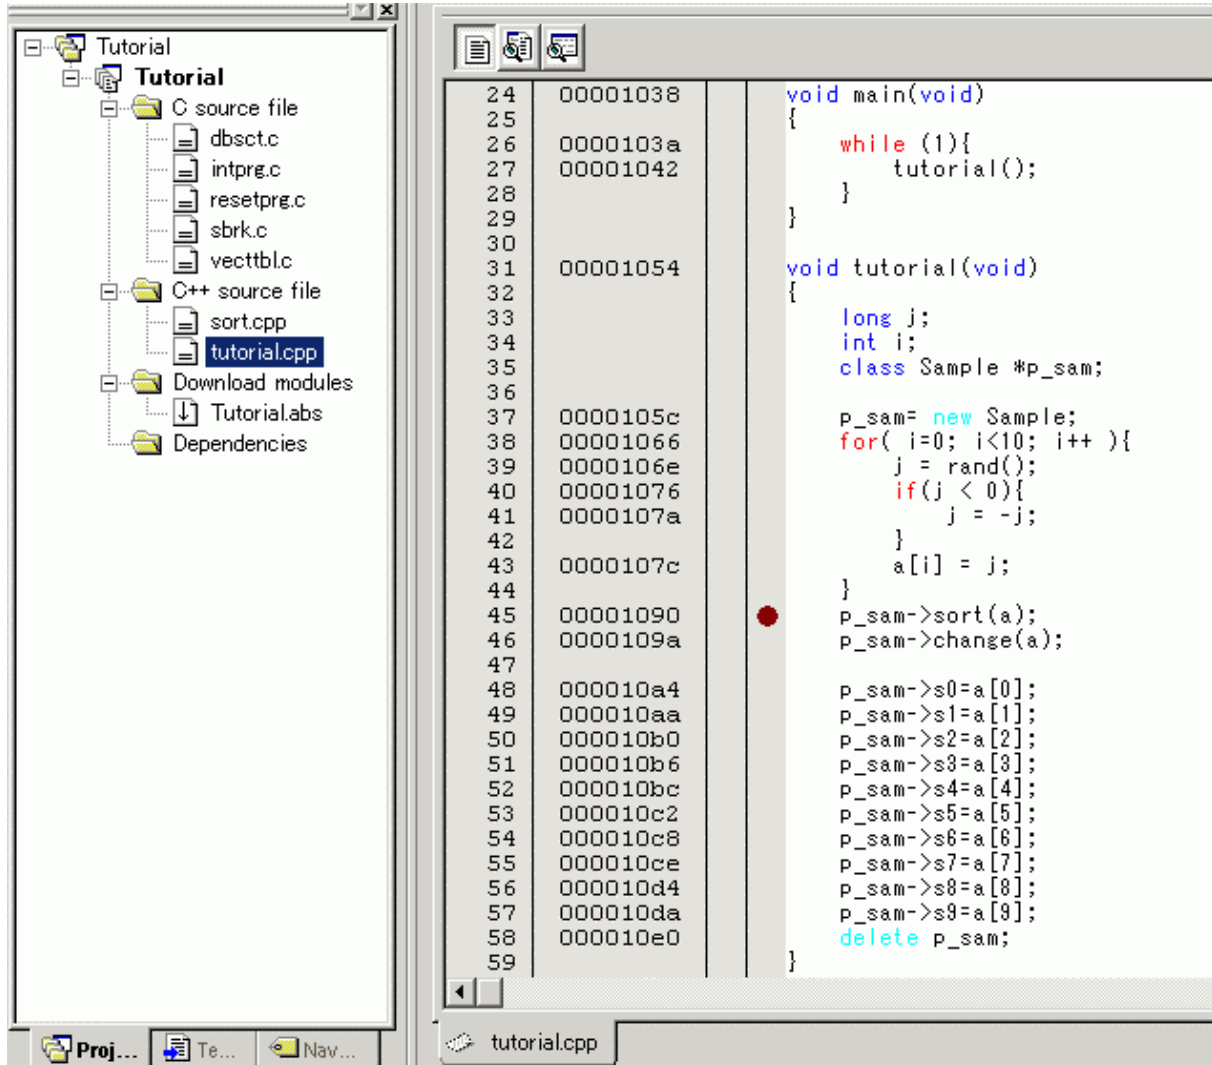 Tutorial
Tutorial
C source file
dbsct.c
intprg.c
resetprg.c
sbrk.c
vecttbl.c
C++ source file
sort.cpp
tutorial.cpp
Download modules
Tutorial.abs
Dependencies
Proj...
Te...
Nav...
24 00001038 void main(void)
25 {
26 0000103a while (1){
27 00001042 tutorial();
28 }
29 }
30
31 00001054 void tutorial(void)
32 {
33 long j;
34 int i;
35 class Sample *p_sam;
36
37 0000105c p_sam= new Sample;
38 00001066 for( i=0; i<10; i++ ){
39 0000106e j = rand();
40 00001076 if(j < 0){
41 0000107a j = -j;
42 }
43 0000107c a[i] = j;
44 }
45 00001090 p_sam->sort(a);
46 0000109a p_sam->change(a);
47
48 000010a4 p_sam->s0=a[0];
49 000010aa p_sam->s1=a[1];
50 000010b0 p_sam->s2=a[2];
51 000010b6 p_sam->s3=a[3];
52 000010bc p_sam->s4=a[4];
53 000010c2 p_sam->s5=a[5];
54 000010c8 p_sam->s6=a[6];
55 000010ce p_sam->s7=a[7];
56 000010d4 p_sam->s8=a[8];
57 000010da p_sam->s9=a[9];
58 000010e0 delete p_sam;
59 }
tutorial.cpp